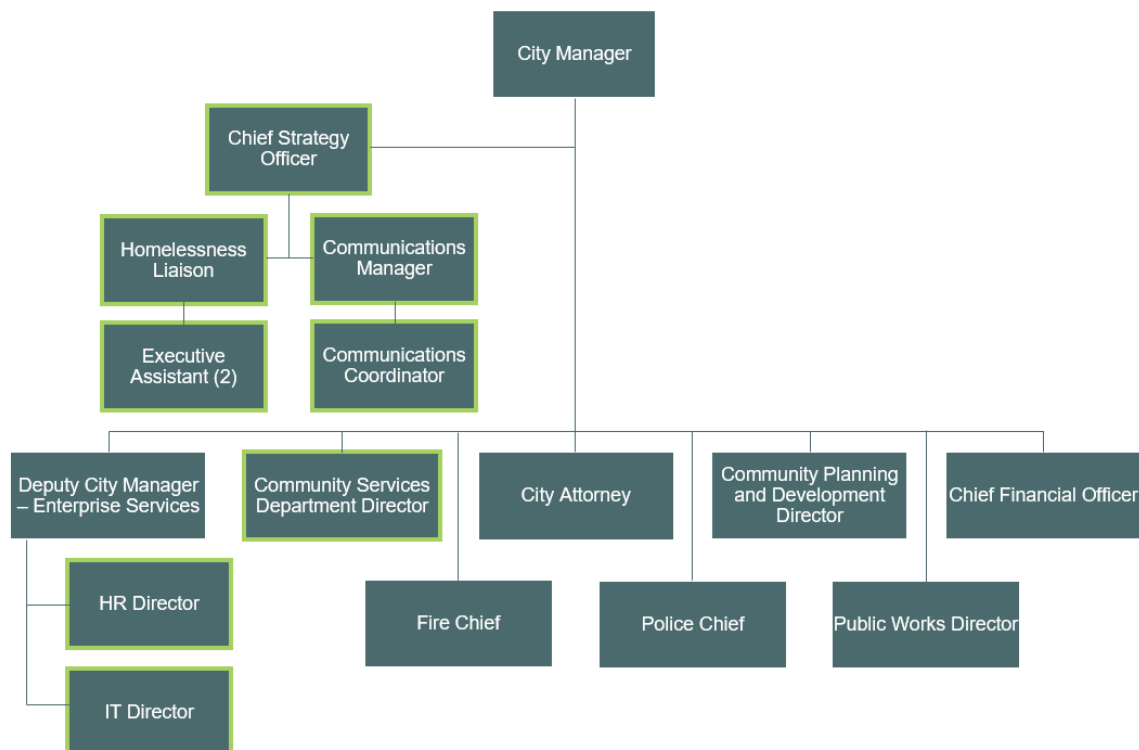 City Manager
Chief Strategy
Officer
Homelessness
Liaison
Communications
Manager
Executive
Assistant (2)
Communications
Coordinator
Deputy City Manager
– Enterprise Services
Community Services
Department Director
City Attorney
Community Planning
and Development
Director
Chief Financial Officer
HR Director
Fire Chief
Police Chief
Public Works Director
IT Director